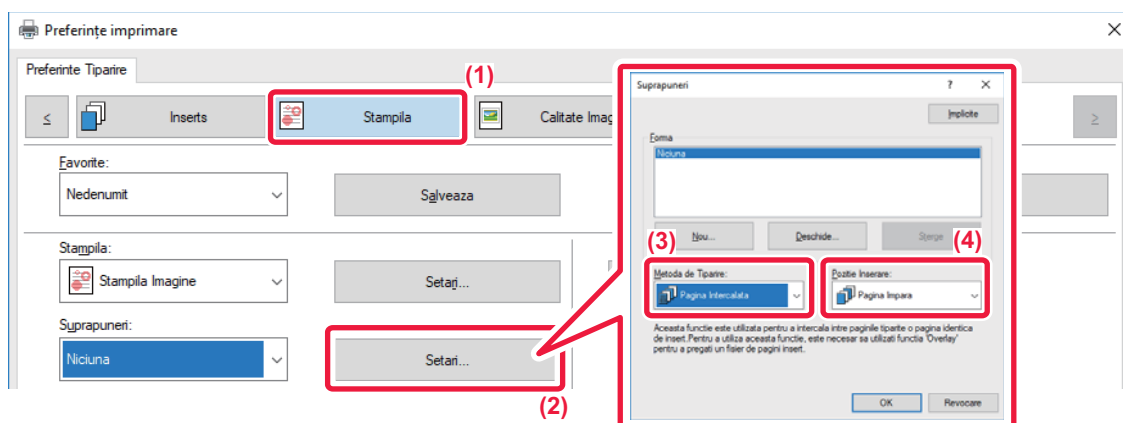 Preferințe imprimare
Preferinte Tiparire
(1)
≤
Inserts
Stampila
Calitate Imag
≥
Favorite:
Nedenumit
Salveaza
Stampila:
Stampila Imagine
Setari...
Suprapuneri:
Niciuna
Setari...
(2)
Suprapuneri
?
Implicite
Forma
Niciuna
Nou...
Deschide...
Sterge
(3)
(4)
Metoda de Tiparire:
Pagina Intercalata
Pozitie Inserare:
Pagina Impara
Aceasta functie este utilizata pentru a intercala intre paginile tiparite o pagina identica
de insert.Pentru a utiliza aceasta functie, este necesar sa utilizati functia 'Overlay'
pentru a pregati un fisier de pagini insert.
OK
Revocare